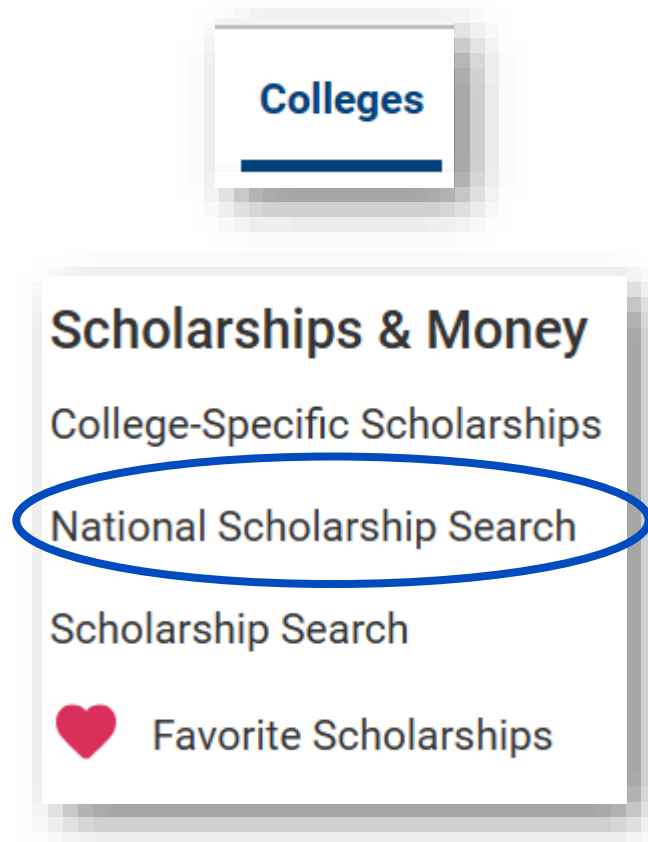 Colleges
Scholarships & Money
College-Specific Scholarships
National Scholarship Search
Scholarship Search
Favorite Scholarships